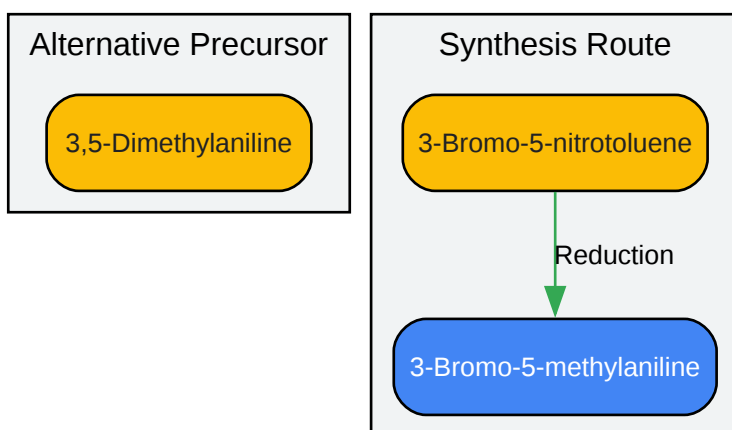 Alternative Precursor
3,5-Dimethylaniline
Synthesis Route
3-Bromo-5-nitrotoluene
Reduction
3-Bromo-5-methylaniline